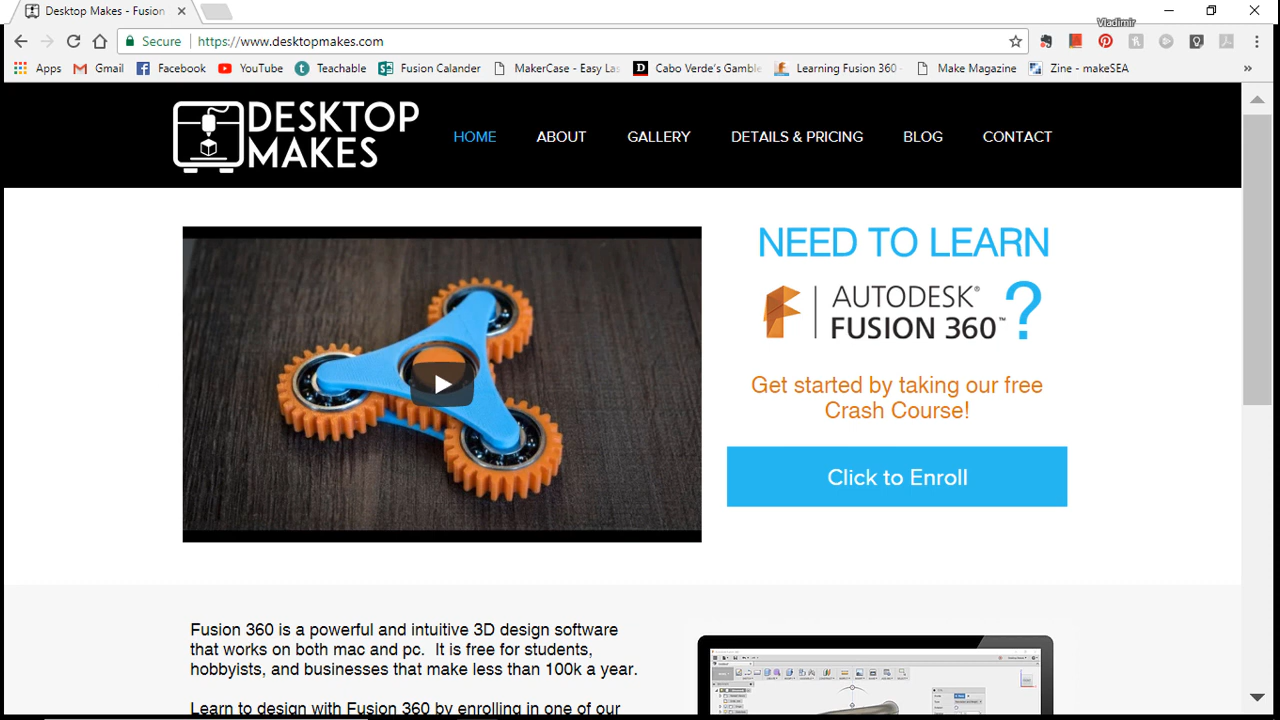 Desktop Makes - Fusion
Vladimir
Secure
https://www.desktopmakes.com
Apps
Gmail
Facebook
YouTube
Teachable
Fusion Calander
MakerCase - Easy Las
Cabo Verde's Gamble
Learning Fusion 360 -
Make Magazine
Zine - makeSEA
DESKTOP
MAKES
HOME
ABOUT
GALLERY
DETAILS & PRICING
BLOG
CONTACT
NEED TO LEARN
AUTODESK®
FUSION 360™ ?
Get started by taking our free
Crash Course!
Click to Enroll
Fusion 360 is a powerful and intuitive 3D design software
that works on both mac and pc. It is free for students,
hobbyists, and businesses that make less than 100k a year.
Learn to design with Fusion 360 by enrolling in one of our